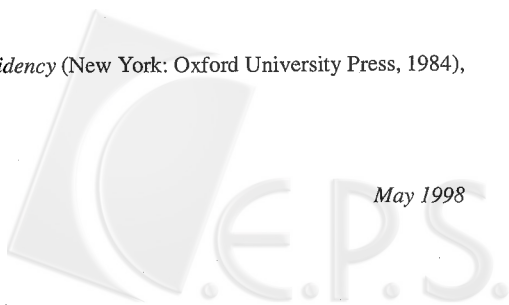 idency (New York: Oxford University Press, 1984),
May 1998
C.E.P.S.